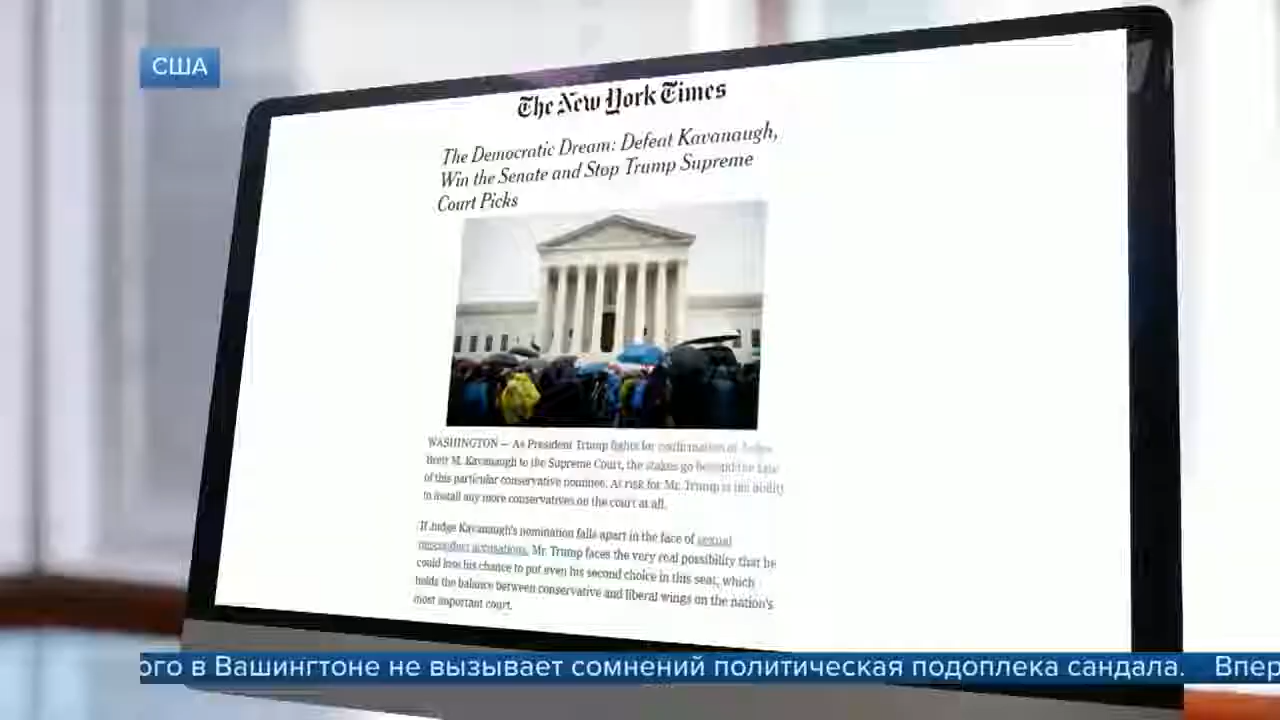 США
The New York Times
The Democratic Dream: Defeat Kavanaugh,
Win the Senate and Stop Trump Supreme
Court Picks
WASHINGTON — As President Trump fights for confirmation of Judge
Brett M. Kavanaugh to the Supreme Court, the stakes go beyond the fate
of this particular conservative nominee. At risk for Mr. Trump is his ability
to install any more conservatives on the court at all.
If Judge Kavanaugh's nomination falls apart in the face of sexual
misconduct accusations, Mr. Trump faces the very real possibility that he
could lose his chance to put even his second choice in this seat, which
holds the balance between conservative and liberal wings on the nation's
most important court.
ого в Вашингтоне не вызывает сомнений политическая подоплека сандала. Впер